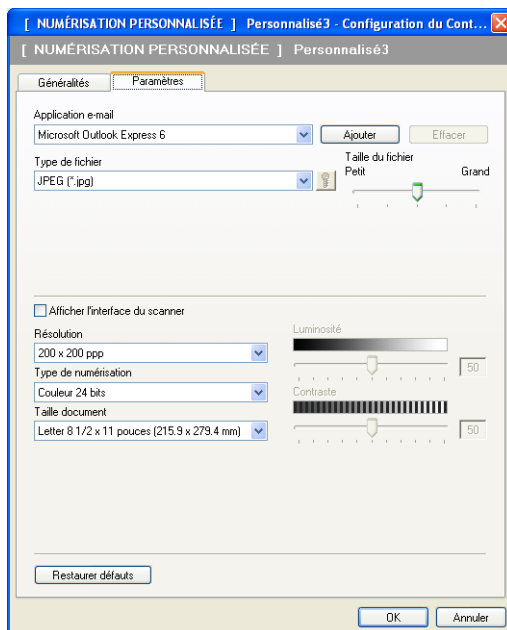 [ NUMÉRISATION PERSONNALISÉE ] Personnalisé3 - Configuration du Cont...
[ NUMÉRISATION PERSONNALISÉE ] Personnalisé3
Généralités
Paramètres
Application e-mail
Microsoft Outlook Express 6
Ajouter
Effacer
Type de fichier
JPEG (*.jpg)
Taille du fichier
Petit Grand
Afficher l'interface du scanner
Résolution
200 x 200 ppp
Type de numérisation
Couleur 24 bits
Taille document
Letter 8 1/2 x 11 pouces (215.9 x 279.4 mm)
Luminosité
50
Contraste
50
Restaurer défauts
OK
Annuler